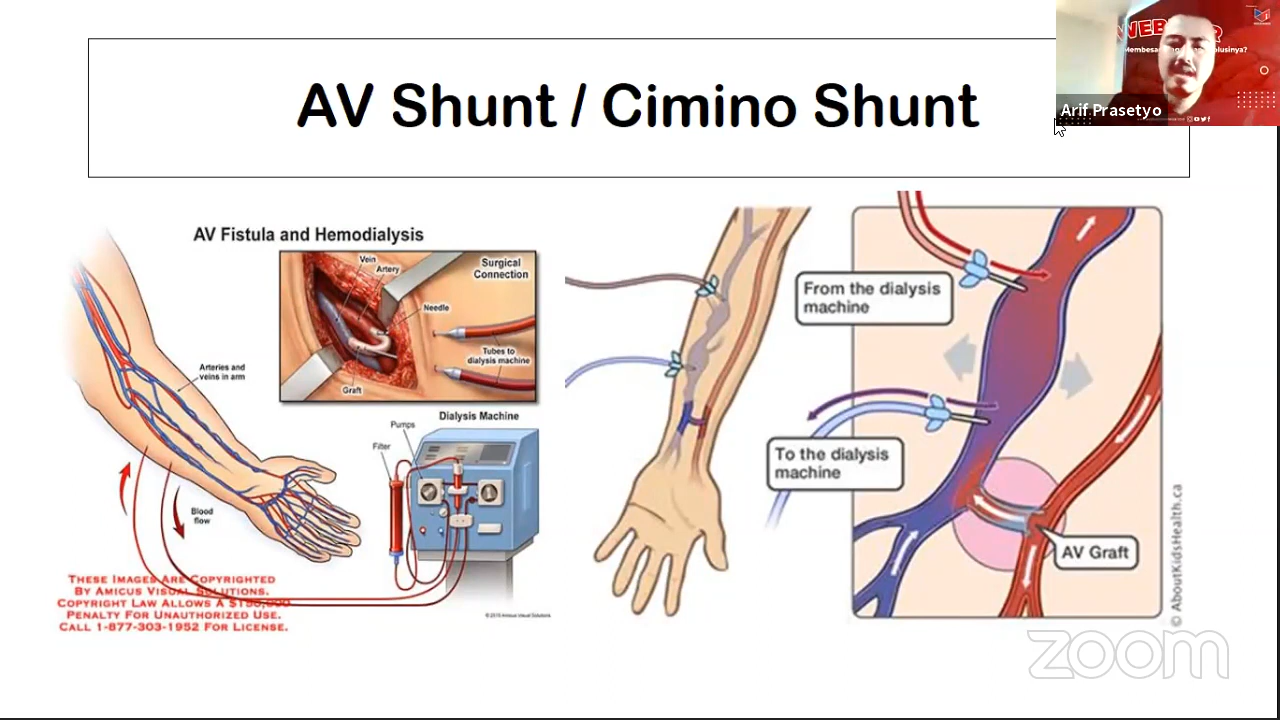 AV Shunt / Cimino Shunt
Arif Prasetyo
AV Fistula and Hemodialysis
Vein
Artery
Surgical
Connection
Needle
Tubes to
dialysis machine
Graft
Arteries and
veins in arm
Dialysis Machine
Pumps
Filter
Blood
flow
THESE IMAGES ARE COPYRIGHTED
BY AMICUS VISUAL SOLUTIONS.
COPYRIGHT LAW ALLOWS A $150,000
PENALTY FOR UNAUTHORIZED USE.
CALL 1-877-303-1952 FOR LICENSE.
From the dialysis
machine
To the dialysis
machine
AV Graft
© AboutKidsHealth.ca
zoom